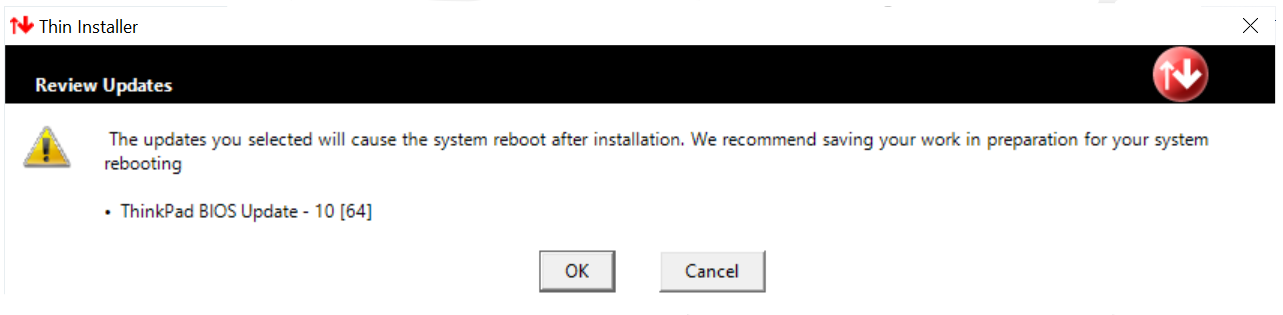 Thin Installer
Review Updates
The updates you selected will cause the system reboot after installation. We recommend saving your work in preparation for your system
rebooting
• ThinkPad BIOS Update - 10 [64]
OK Cancel